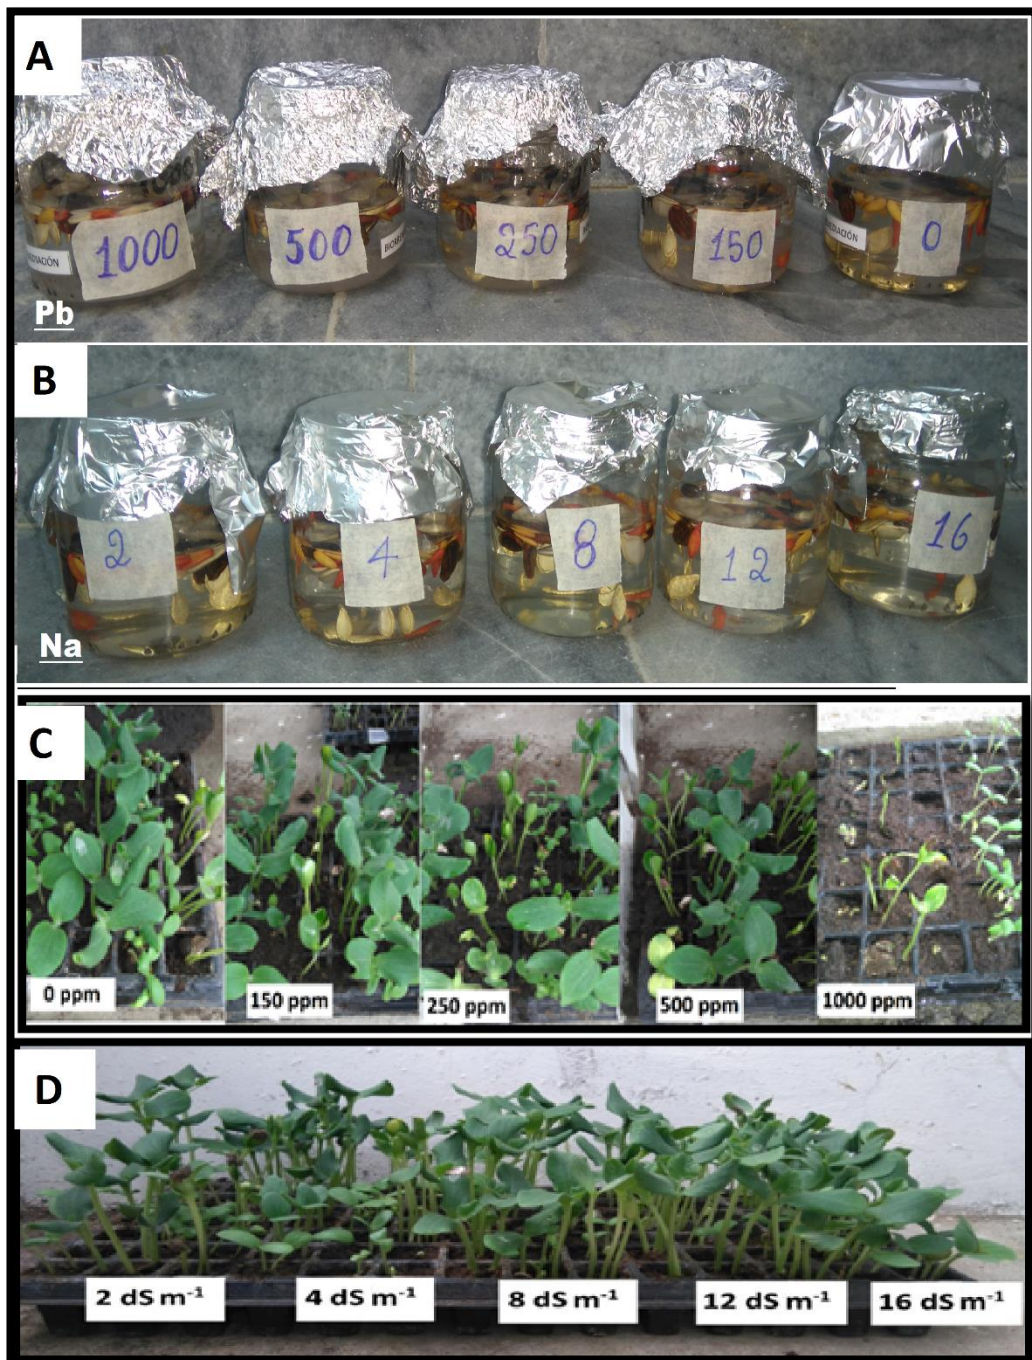 A
1000
500
250
150
0
Pb
B
2
4
8
12
16
Na
C
0 ppm
150 ppm
250 ppm
500 ppm
1000 ppm
D
2 dS m⁻¹
4 dS m⁻¹
8 dS m⁻¹
12 dS m⁻¹
16 dS m⁻¹